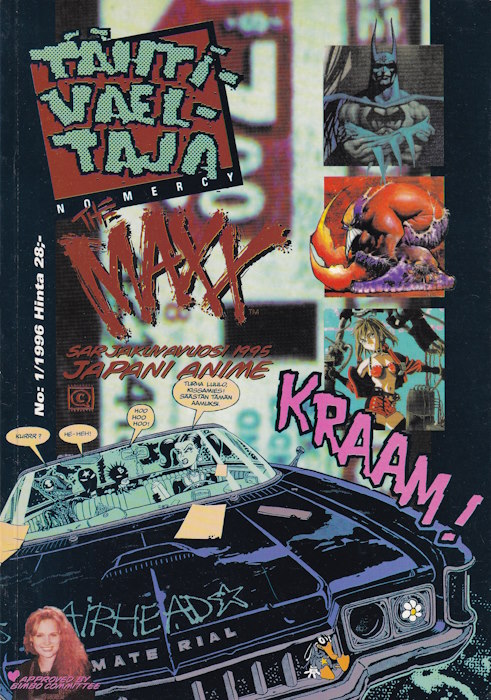 TÄHTI-
VAEL-
TAJA
NO MERCY
THE
MAXX
TM
SARJAKUVAVUOSI 1995
JAPANI ANIME
©
No: 1/1996 Hinta 28;-
KURRR?
HE-HEH!
HOO
HOO
HOO!
TURHA LUULO,
KISSAMIES!
SÄÄSTÄN TÄMÄN
AAMUKSI.
KRAAM!
AIRHEAD☆
MATERIAL
APPROVED BY
BIMBO COMMITTEE